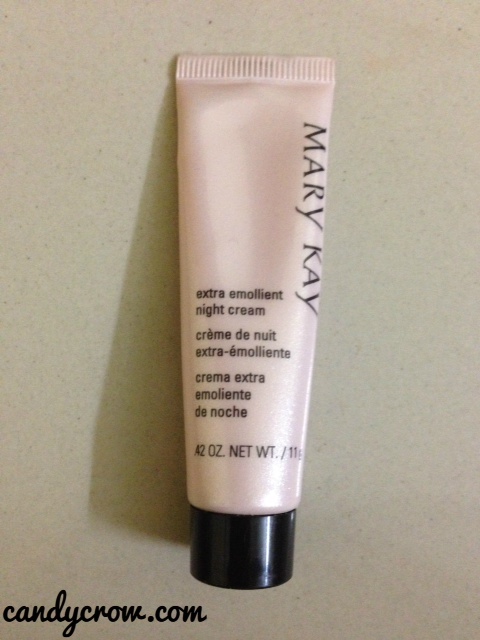 MARY KAY
extra emollient
night cream
crème de nuit
extra-émolliente
crema extra
emoliente
de noche
.42 OZ. NET WT. / 11 g
candycrow.com